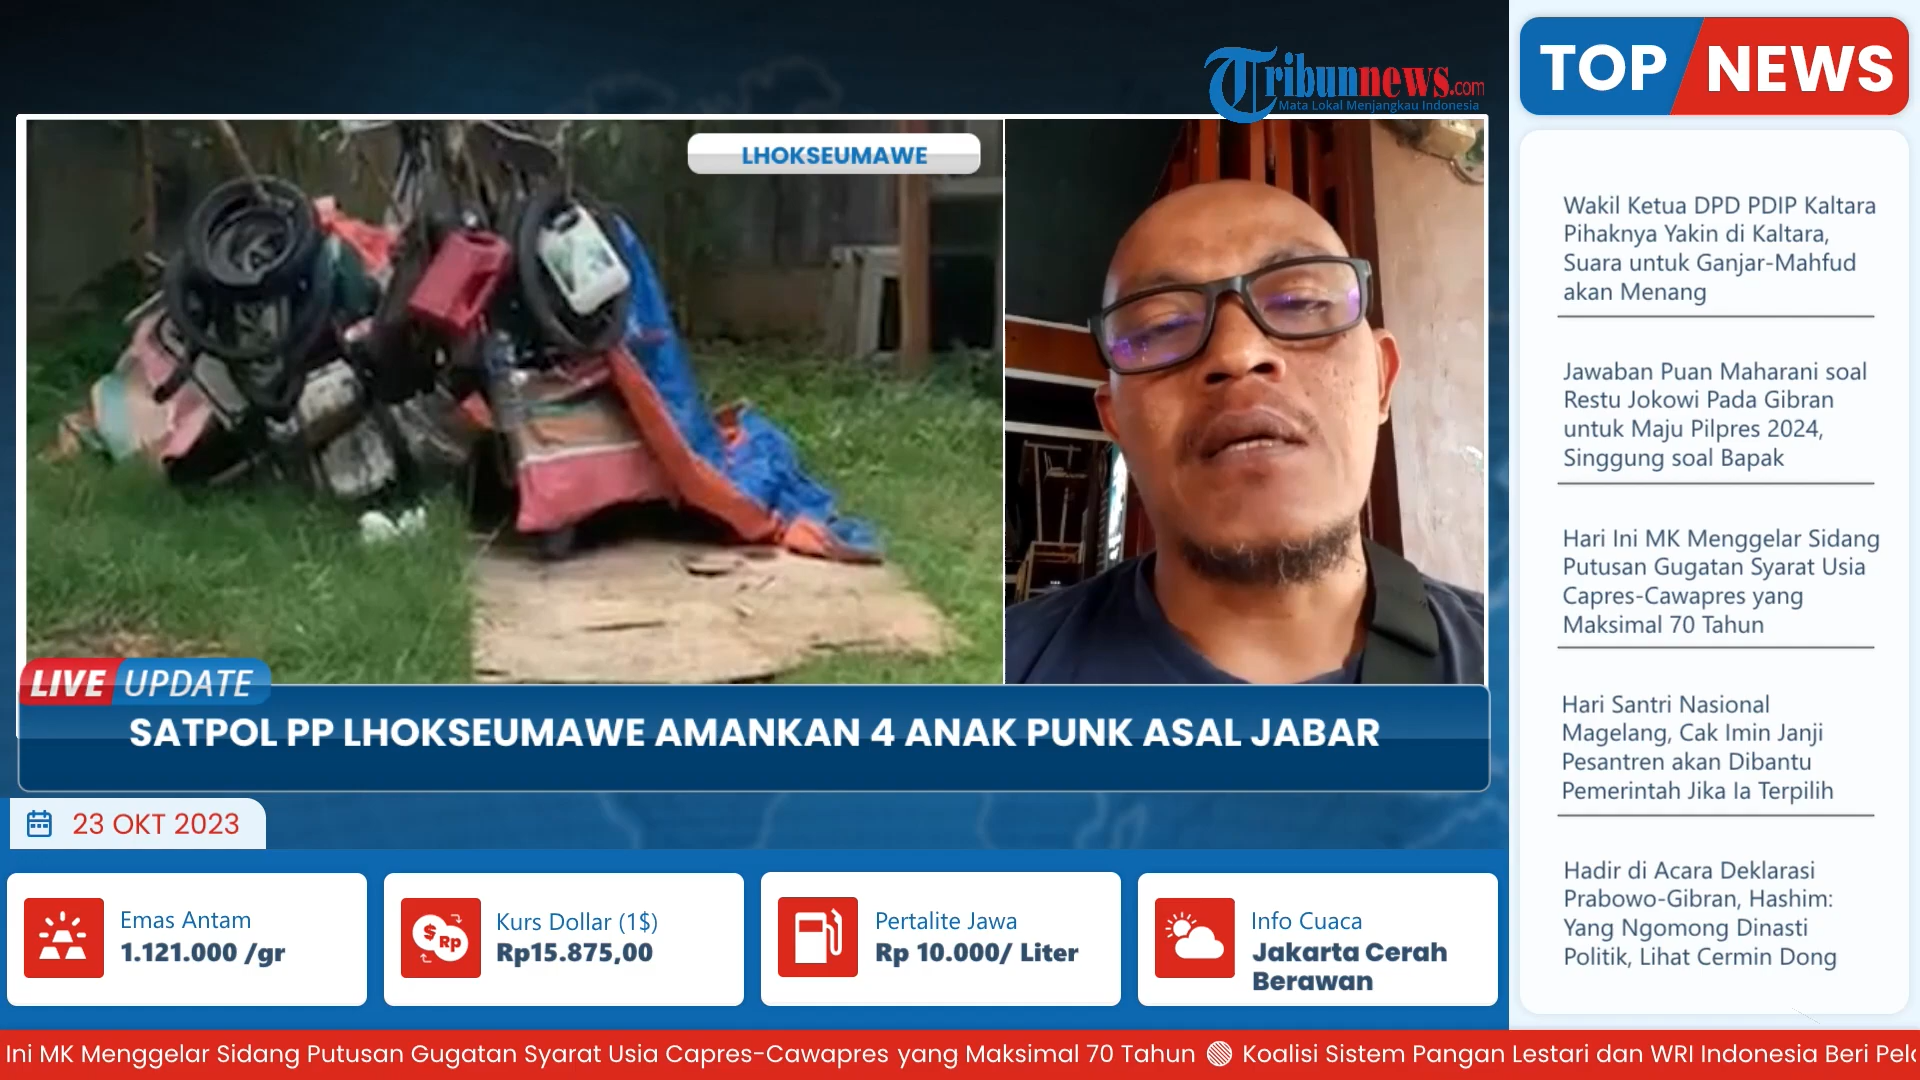 Tribunnews.com
Mata Lokal Menjangkau Indonesia
LHOKSEUMAWE
LIVE UPDATE
SATPOL PP LHOKSEUMAWE AMANKAN 4 ANAK PUNK ASAL JABAR
23 OKT 2023
Emas Antam
1.121.000 /gr
Kurs Dollar (1$)
Rp15.875,00
Pertalite Jawa
Rp 10.000/ Liter
Info Cuaca
Jakarta Cerah
Berawan
TOP NEWS
Wakil Ketua DPD PDIP Kaltara
Pihaknya Yakin di Kaltara,
Suara untuk Ganjar-Mahfud
akan Menang
Jawaban Puan Maharani soal
Restu Jokowi Pada Gibran
untuk Maju Pilpres 2024,
Singgung soal Bapak
Hari Ini MK Menggelar Sidang
Putusan Gugatan Syarat Usia
Capres-Cawapres yang
Maksimal 70 Tahun
Hari Santri Nasional
Magelang, Cak Imin Janji
Pesantren akan Dibantu
Pemerintah Jika Ia Terpilih
Hadir di Acara Deklarasi
Prabowo-Gibran, Hashim:
Yang Ngomong Dinasti
Politik, Lihat Cermin Dong
Ini MK Menggelar Sidang Putusan Gugatan Syarat Usia Capres-Cawapres yang Maksimal 70 Tahun Koalisi Sistem Pangan Lestari dan WRI Indonesia Beri